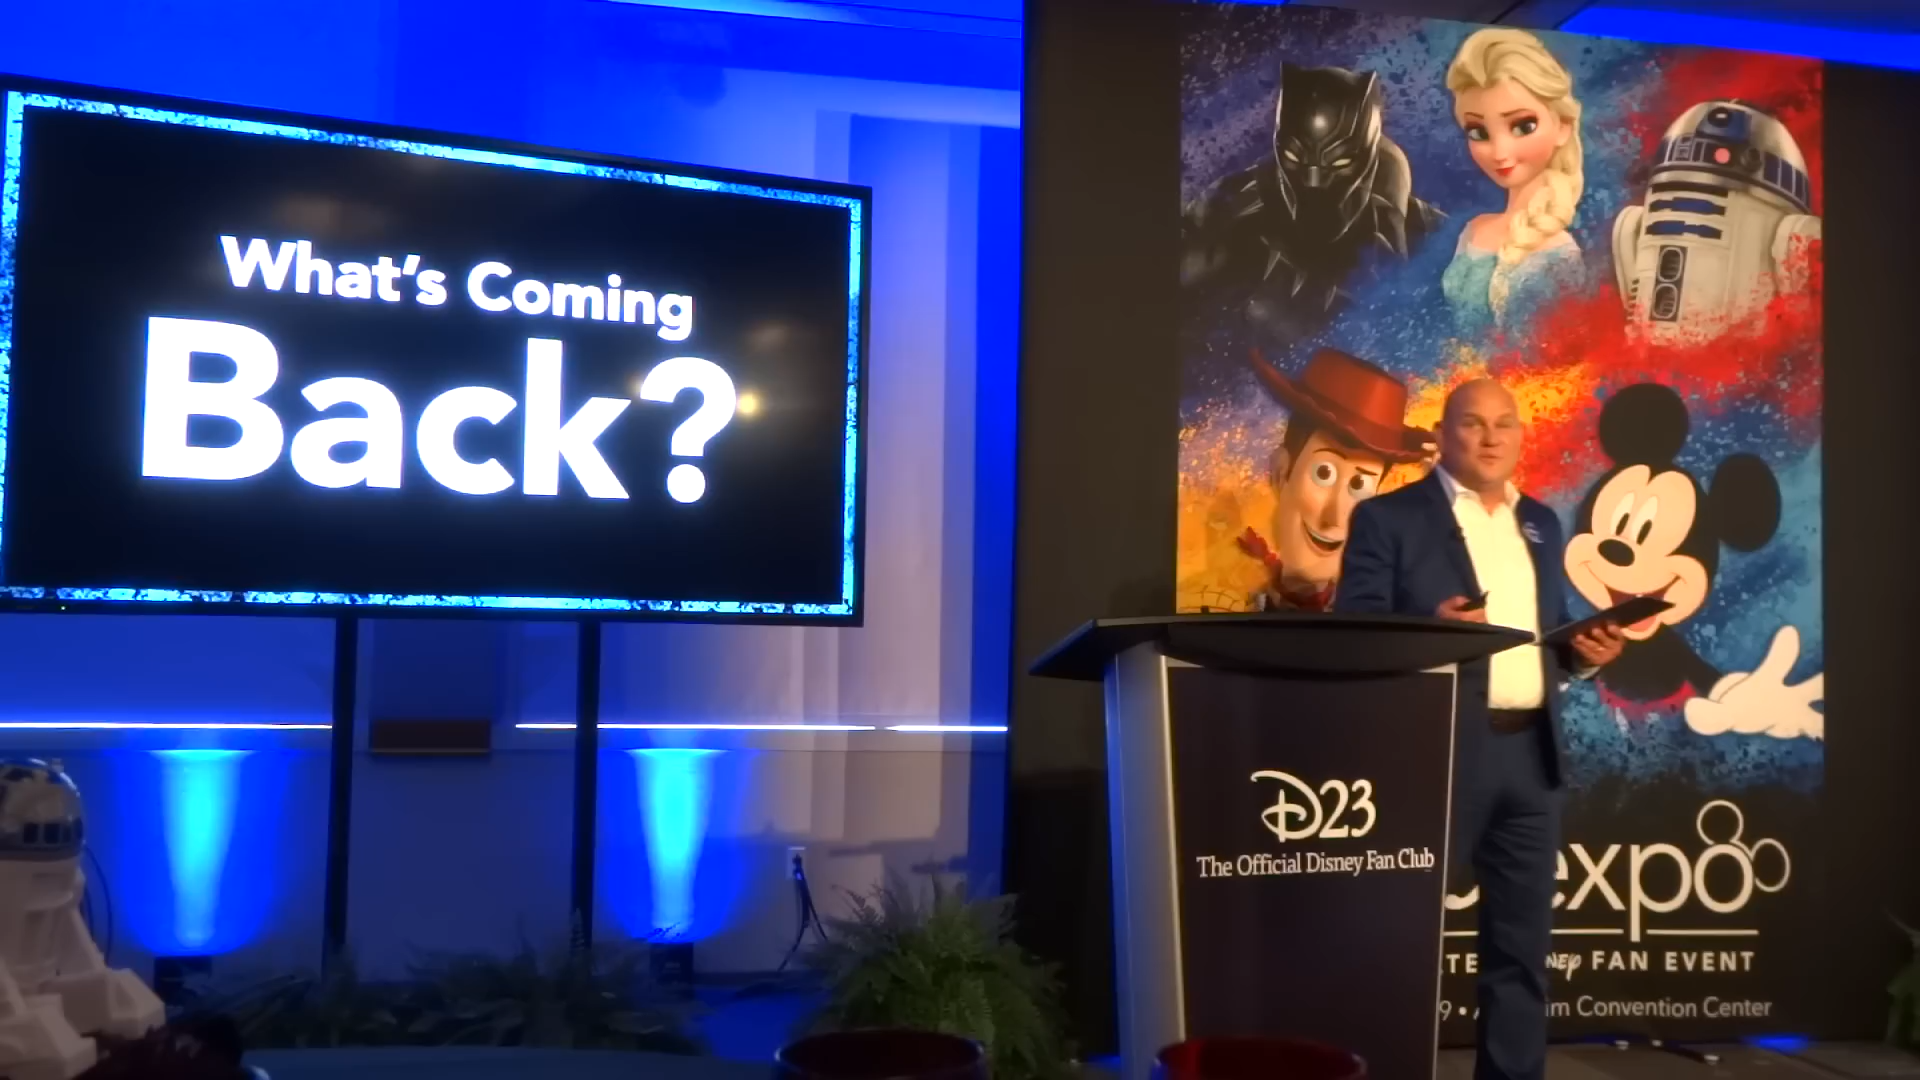 What's Coming
Back?
D23
The Official Disney Fan Club
expo
FAN EVENT
Convention Center